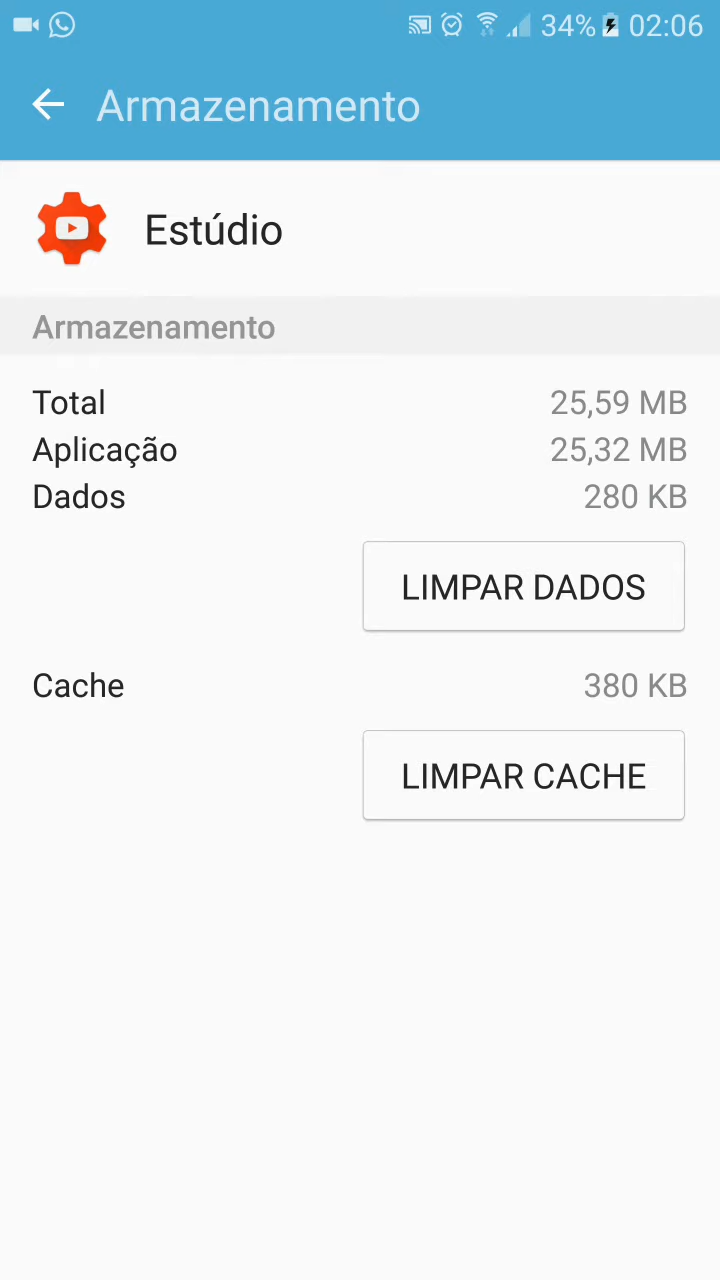 34% 02:06
Armazenamento
Estúdio
Armazenamento
Total 25,59 MB
Aplicação 25,32 MB
Dados 280 KB
LIMPAR DADOS
Cache 380 KB
LIMPAR CACHE